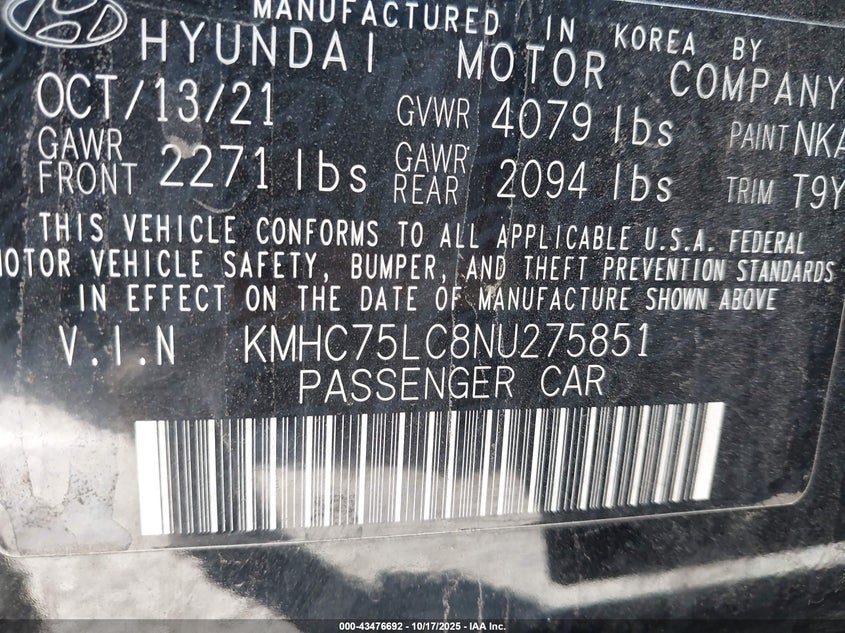 MANUFACTURED IN KOREA BY
HYUNDAI MOTOR COMPANY
OCT/13/21 GVWR 4079 lbs PAINT NKA
GAWR FRONT 2271 lbs GAWR REAR 2094 lbs TRIM T9Y
THIS VEHICLE CONFORMS TO ALL APPLICABLE U.S.A. FEDERAL
MOTOR VEHICLE SAFETY, BUMPER, AND THEFT PREVENTION STANDARDS
IN EFFECT ON THE DATE OF MANUFACTURE SHOWN ABOVE
V.I.N KMHC75LC8NU275851
PASSENGER CAR
000-43476692 - 10/17/2025 - IAA Inc.